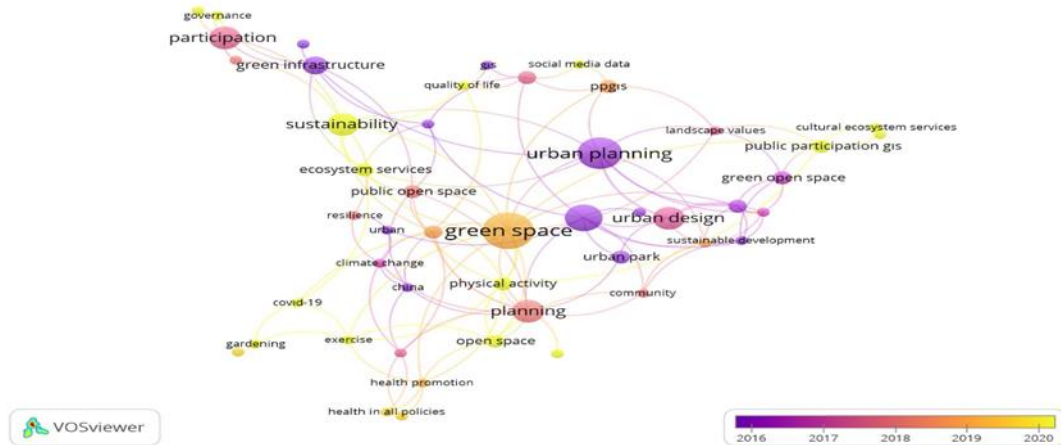 governance
participation
green infrastructure
gis
social media data
quality of life
ppgis
sustainability
landscape values
cultural ecosystem services
urban planning
public participation gis
ecosystem services
green open space
public open space
resilience
urban design
urban
green space
sustainable development
climate change
urban park
china
physical activity
community
covid-19
planning
gardening
exercise
open space
health promotion
health in all policies
VOSviewer
2016 2017 2018 2019 2020